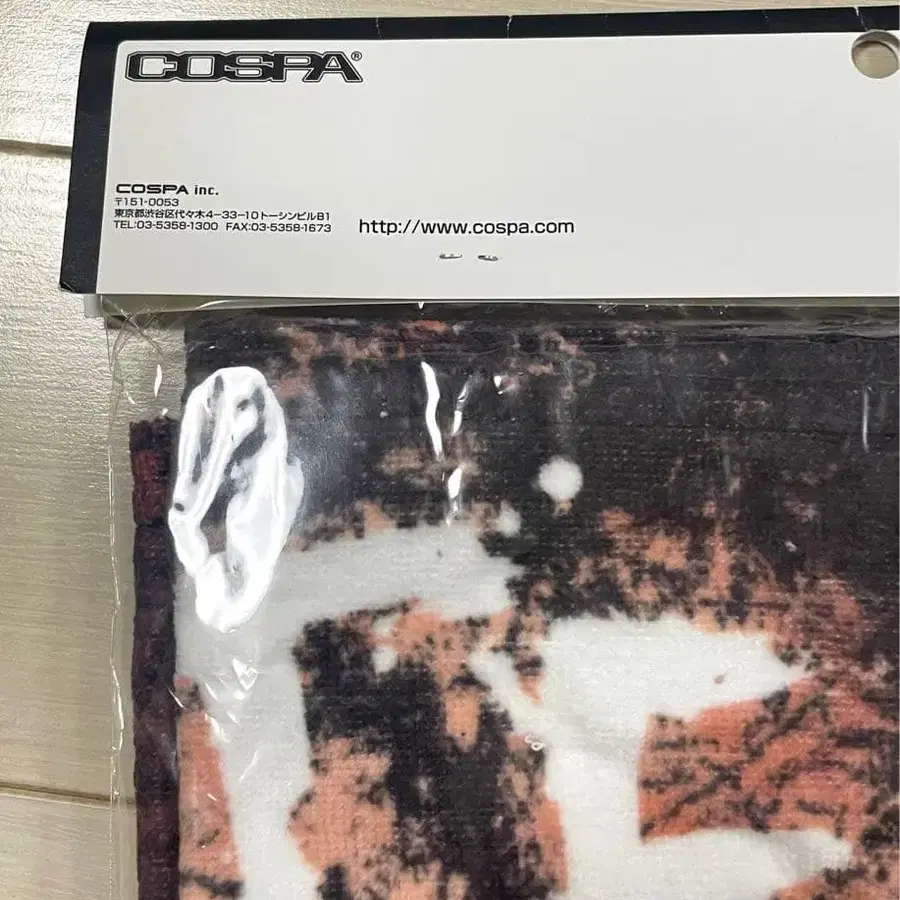 COSPA®
COSPA inc.
〒151-0053
東京都渋谷区代々木4-33-10トーシンビルB1
TEL:03-5358-1300 FAX:03-5358-1673
http://www.cospa.com